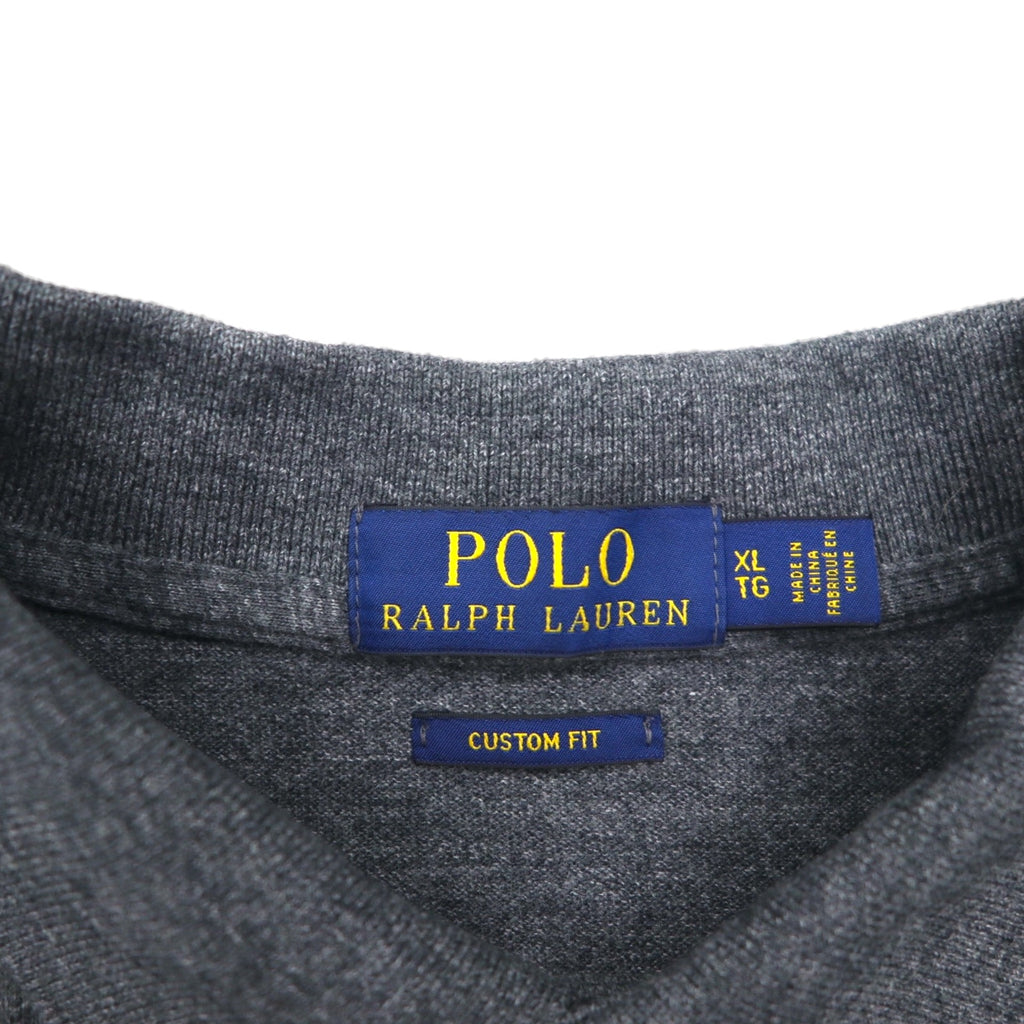 POLO
RALPH LAUREN
XL
TG
MADE IN
CHINA
FABRIQUÉ EN
CHINE
CUSTOM FIT